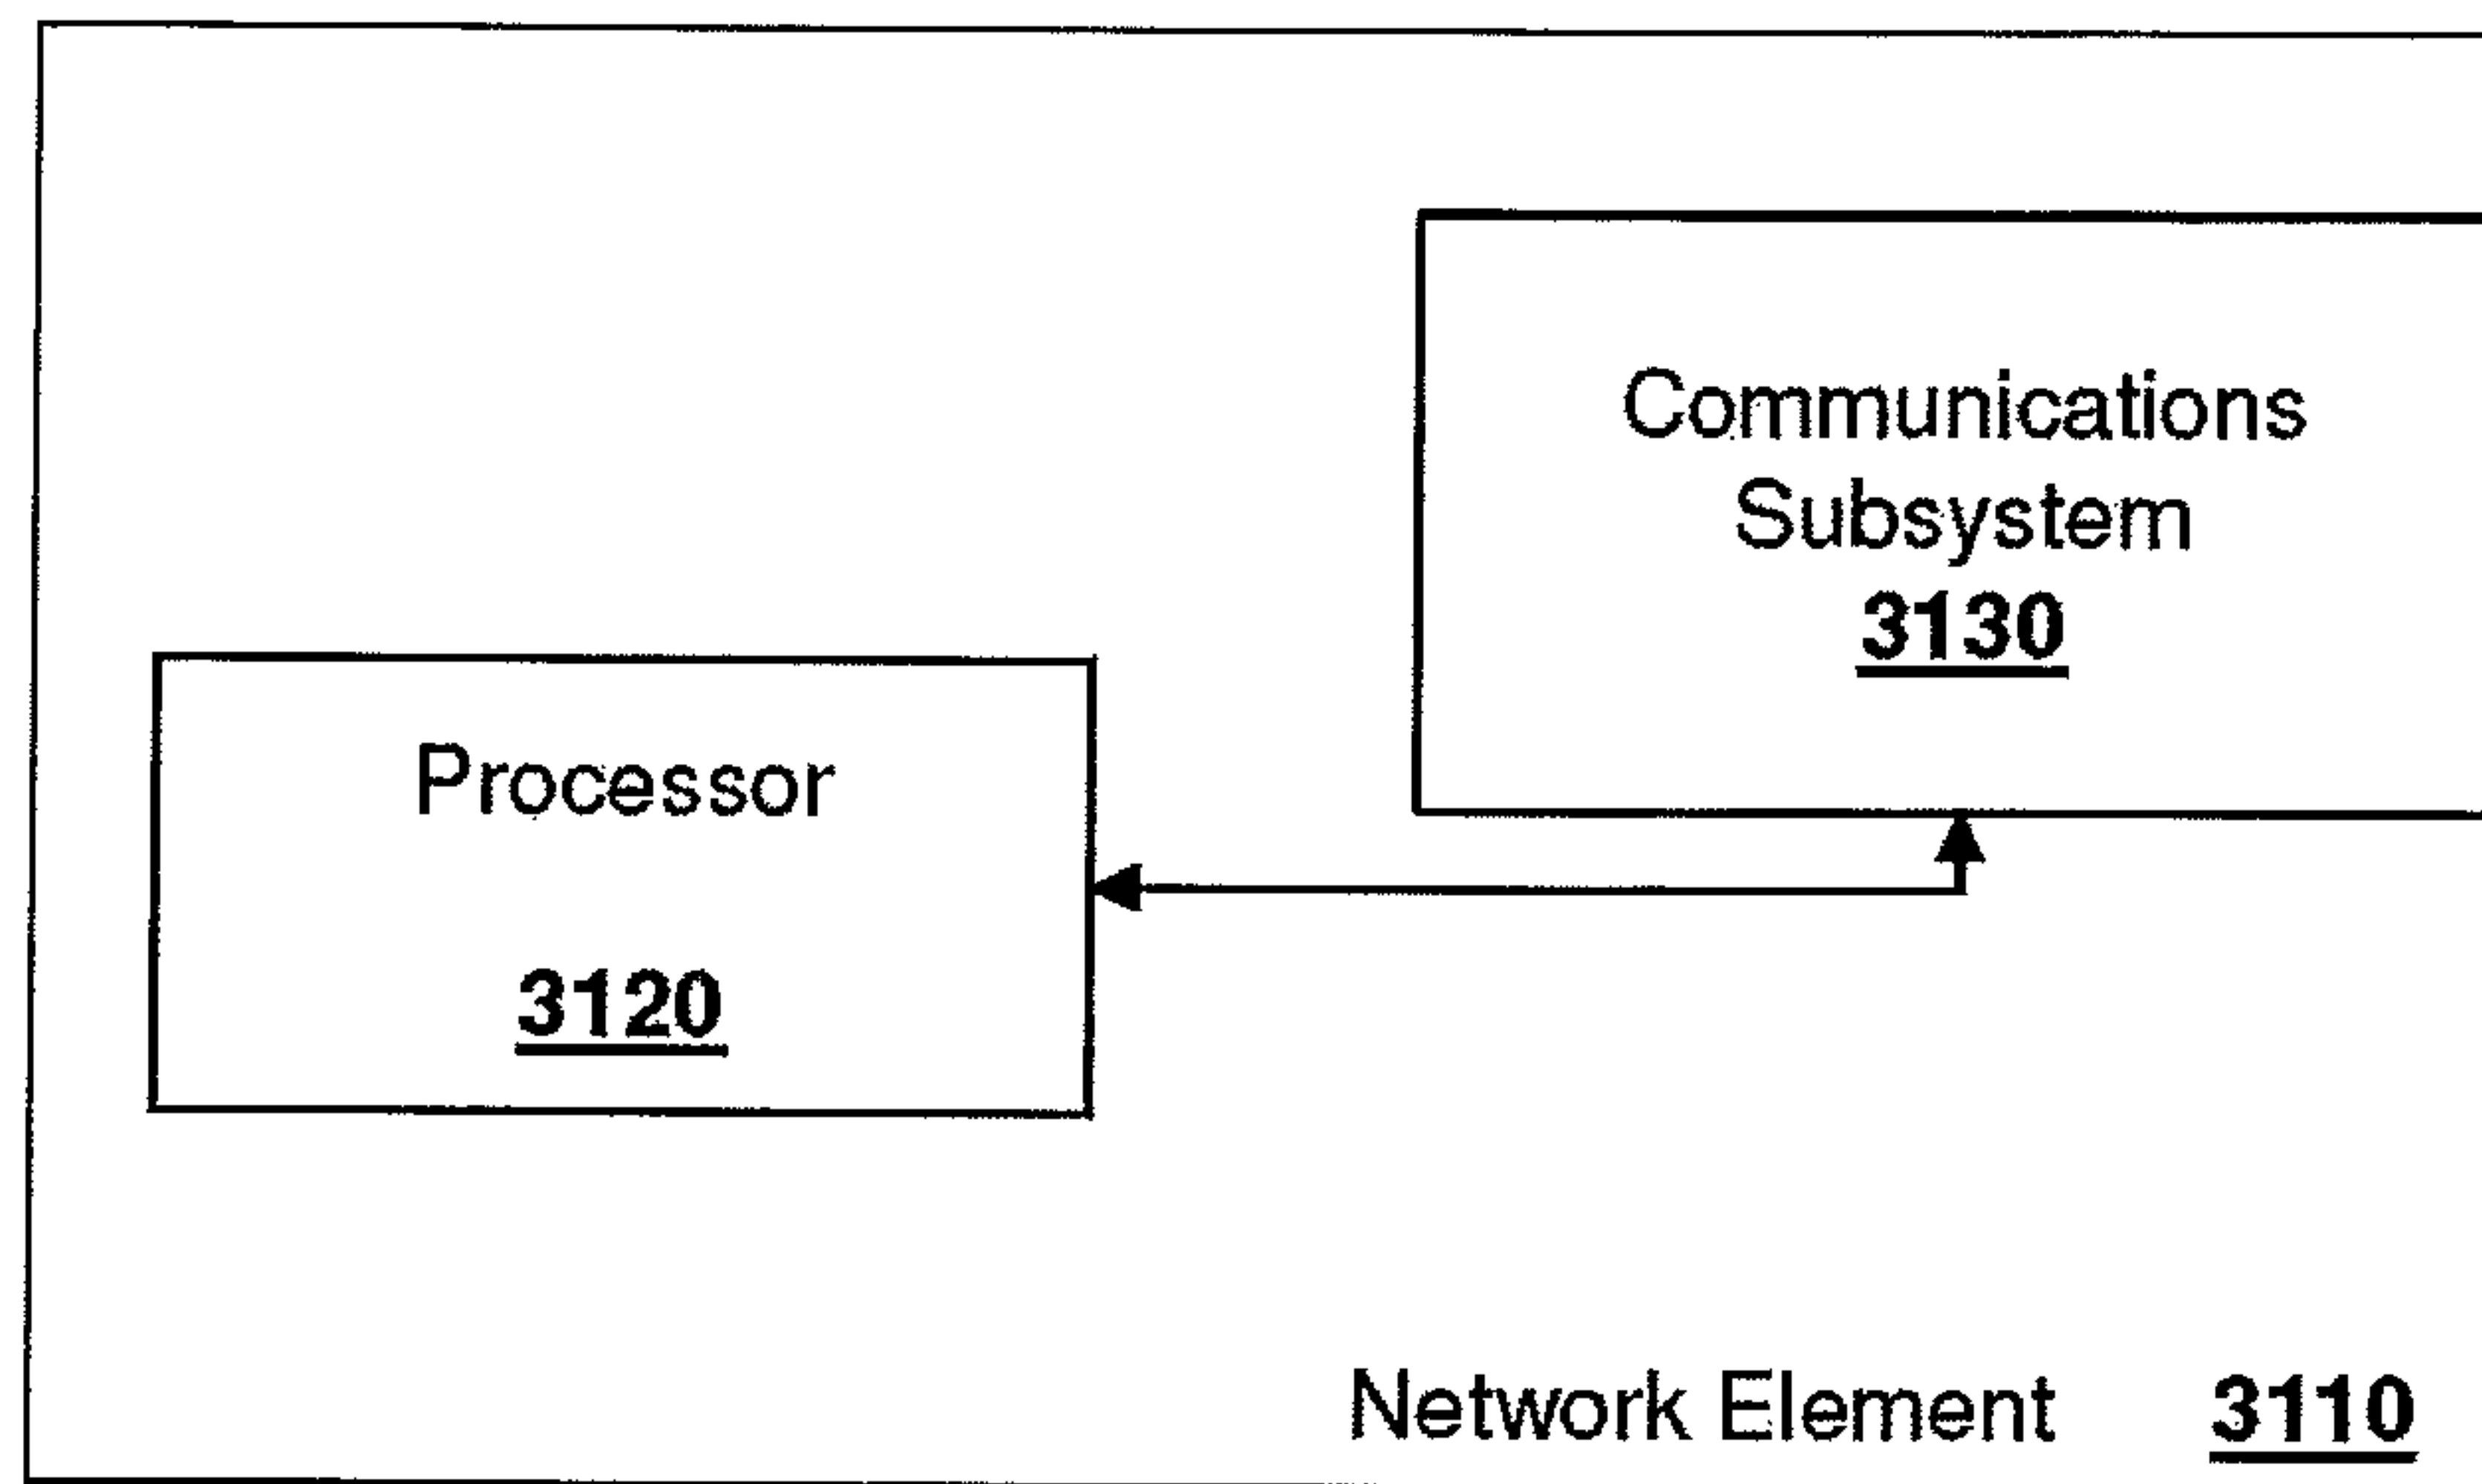 Communications
Subsystem
3130
Processor
3120
Network Element 3110